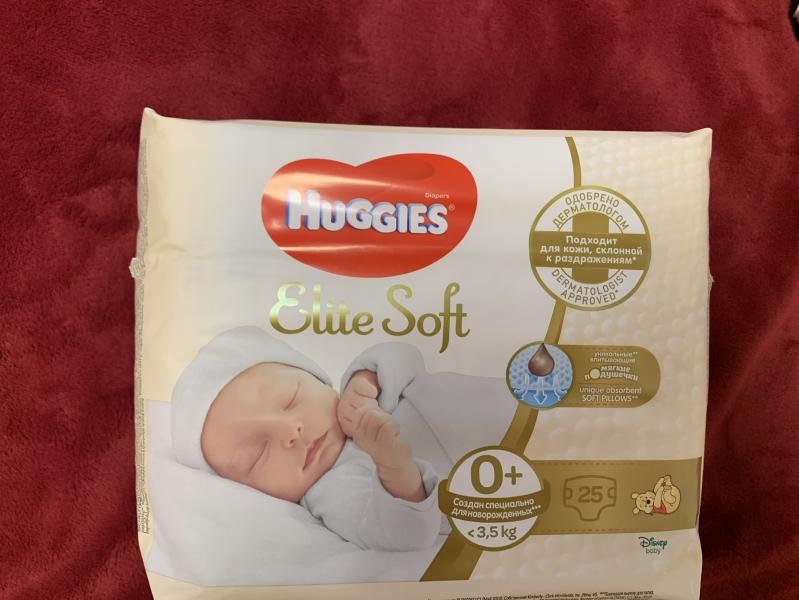 Diapers
HUGGIES®
Elite Soft
ОДОБРЕНО
ДЕРМАТОЛОГОМ
Подходит
для кожи, склонной
к раздражениям*
DERMATOLOGIST
APPROVED*
уникальные**
впитывающие
мягкие
подушечки
unique absorbent
SOFT PILLOWS**
0+
Создан специально
для новорожденных***
<3,5 kg
25
Disney
baby